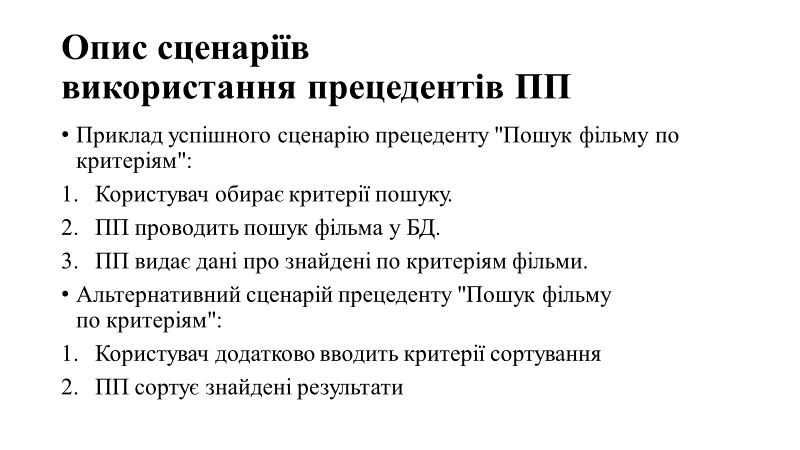 Опис сценаріїв
використання прецедентів ПП
• Приклад успішного сценарію прецеденту "Пошук фільму по
критеріям":
1. Користувач обирає критерії пошуку.
2. ПП проводить пошук фільма у БД.
3. ПП видає дані про знайдені по критеріям фільми.
• Альтернативний сценарій прецеденту "Пошук фільму
по критеріям":
1. Користувач додатково вводить критерії сортування
2. ПП сортує знайдені результати